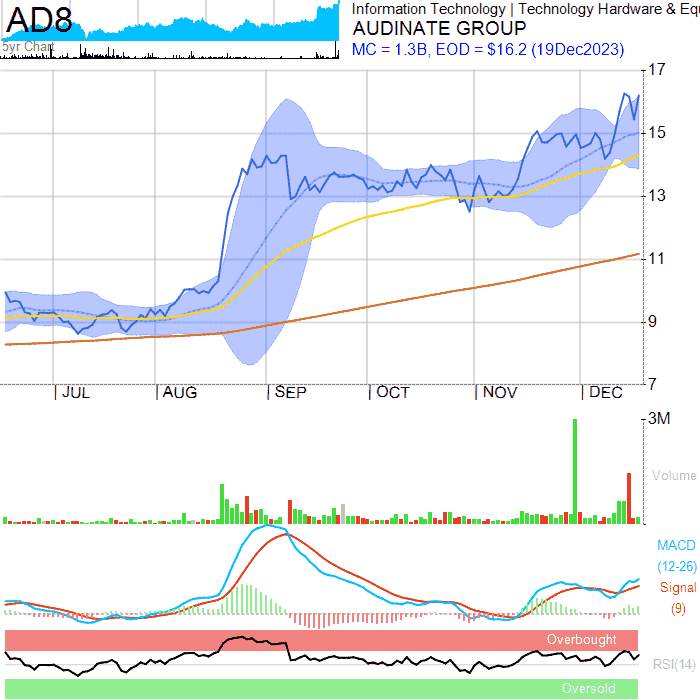 AD8
5yr Chart
Information Technology | Technology Hardware & Equ
AUDINATE GROUP
MC = 1.3B, EOD = $16.2 (19Dec2023)
17
15
13
11
9
7
| JUL | AUG | SEP | OCT | NOV | DEC
3M
Volume
MACD
(12-26)
Signal
(9)
Overbought
RSI(14)
Oversold